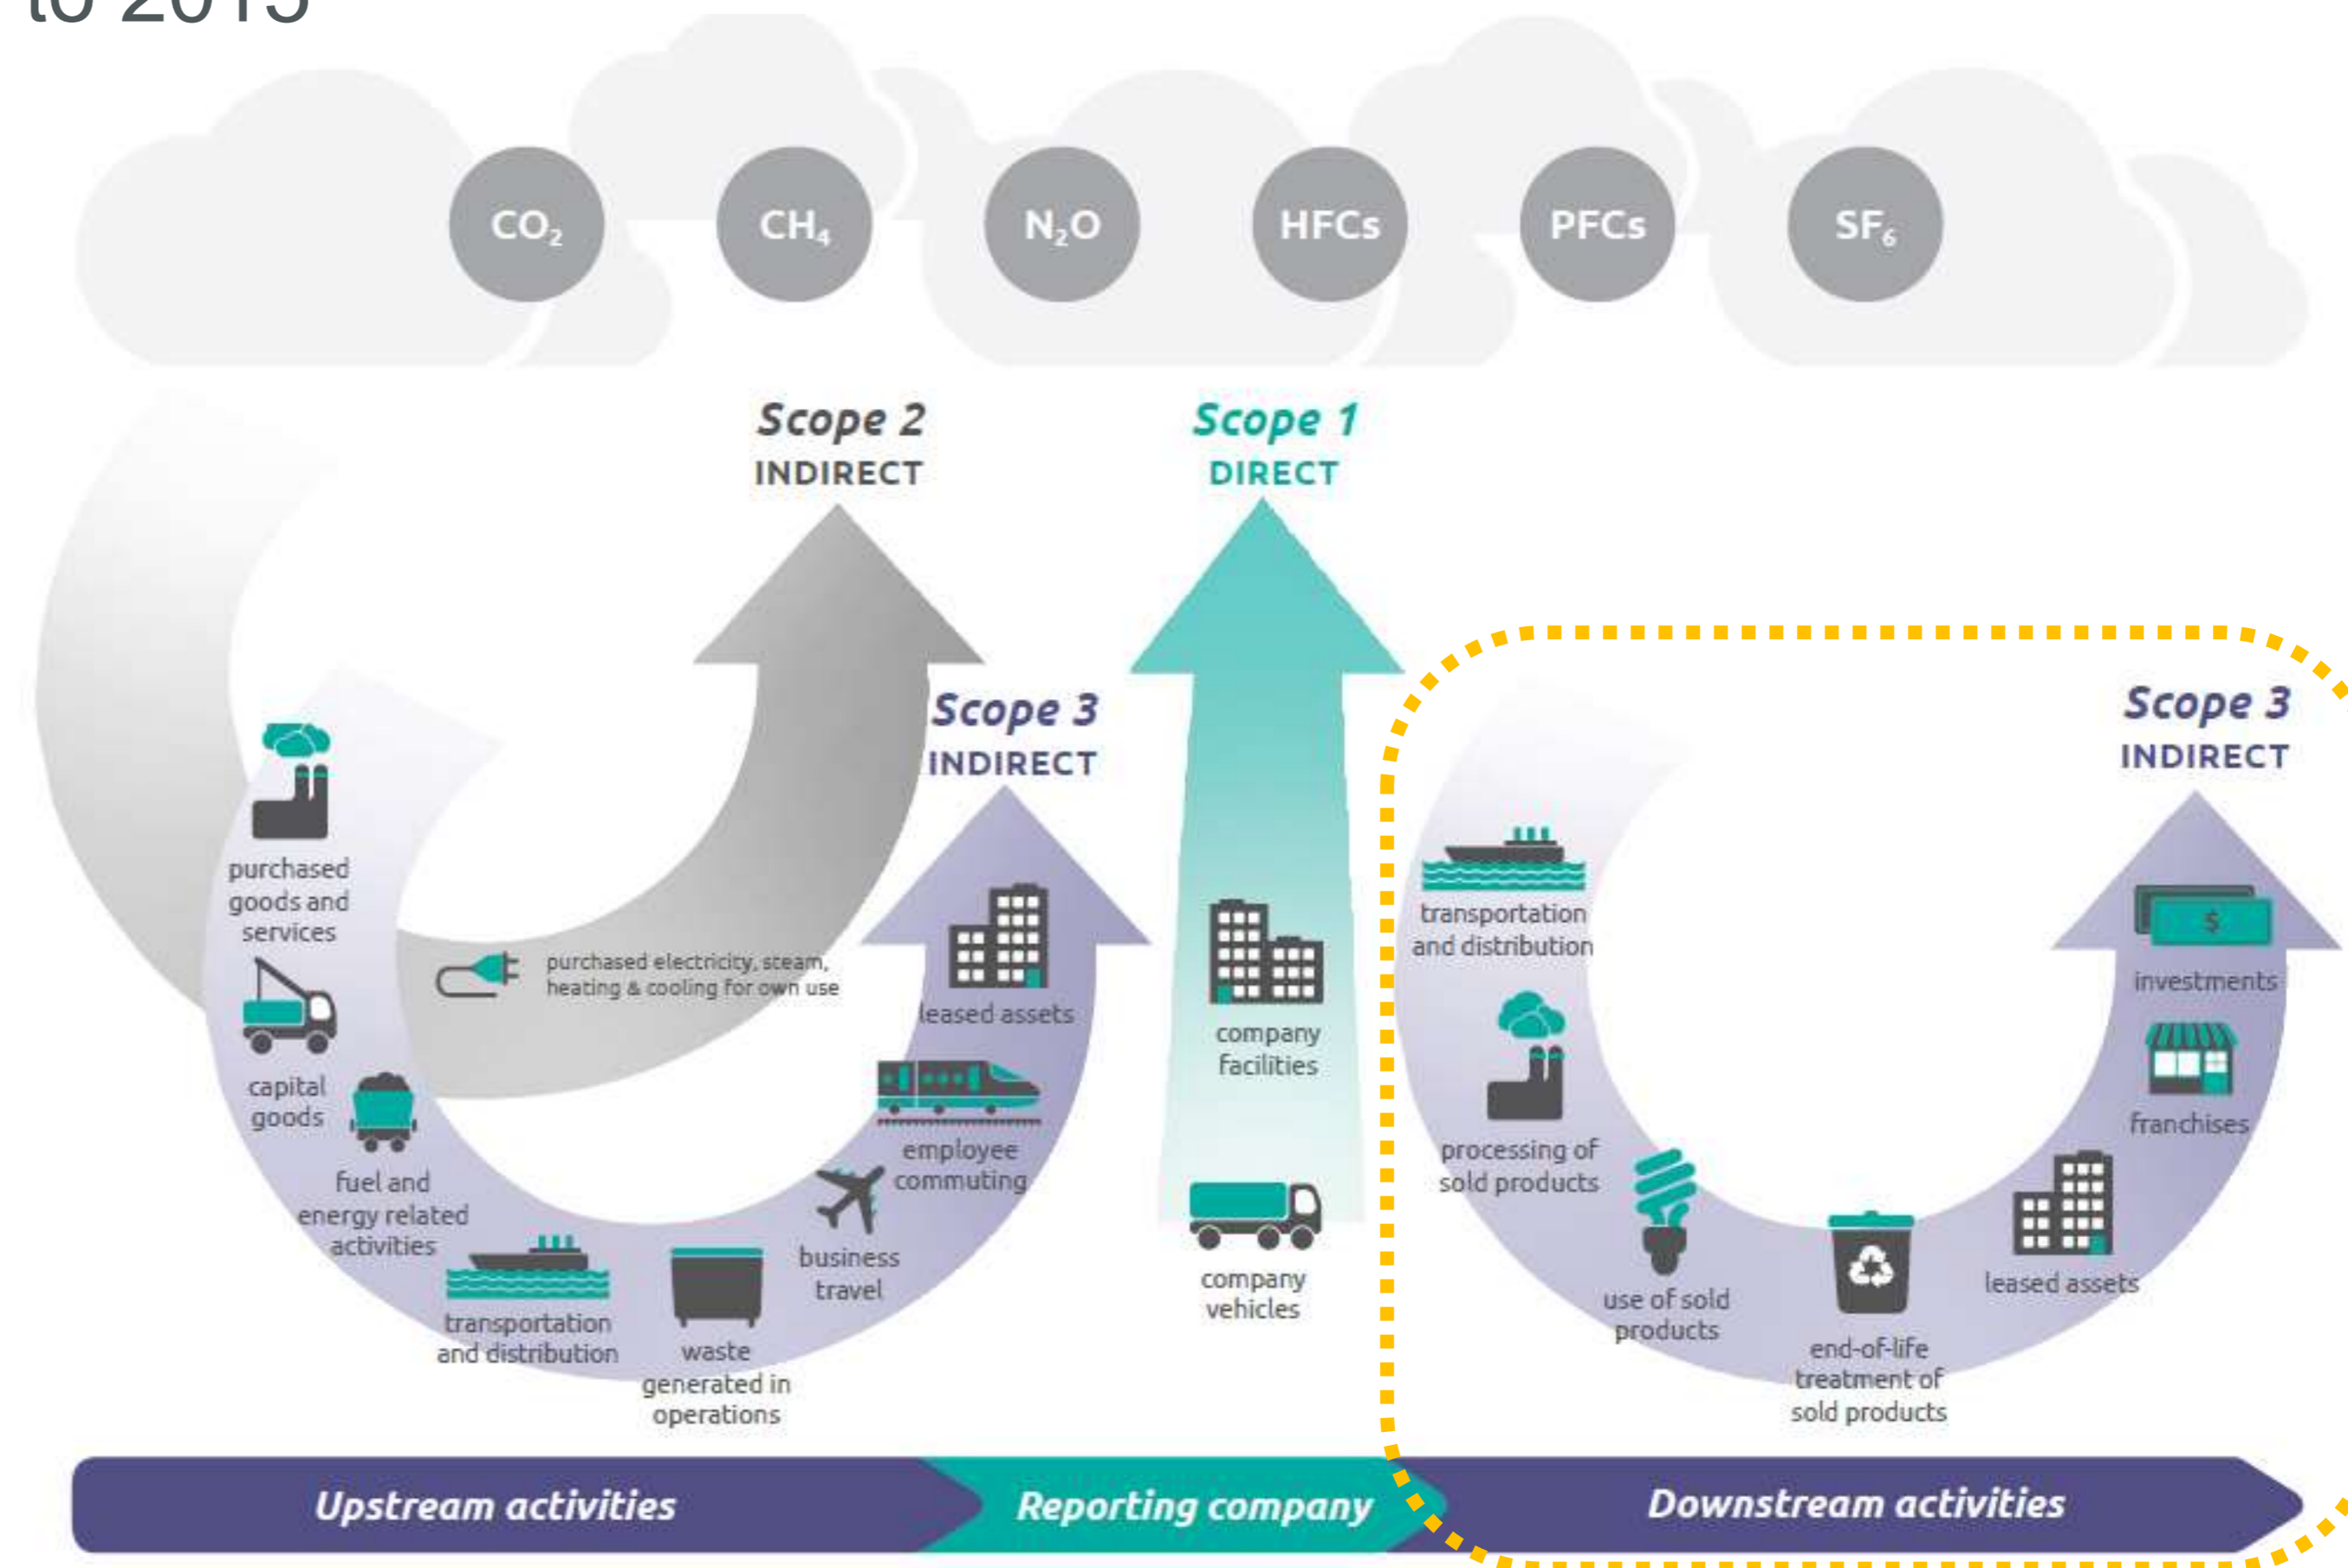 to 2015
CO₂
CH₄
N₂O
HFCs
PFCs
SF₆
Scope 2
INDIRECT
Scope 1
DIRECT
Scope 3
INDIRECT
Scope 3
INDIRECT
purchased
goods and
services
capital
goods
fuel and
energy related
activities
transportation
and distribution
waste
generated in
operations
business
travel
employee
commuting
leased assets
purchased electricity, steam,
heating & cooling for own use
company
facilities
company
vehicles
transportation
and distribution
processing of
sold products
use of sold
products
end-of-life
treatment of
sold products
leased assets
franchises
investments
$
Upstream activities
Reporting company
Downstream activities